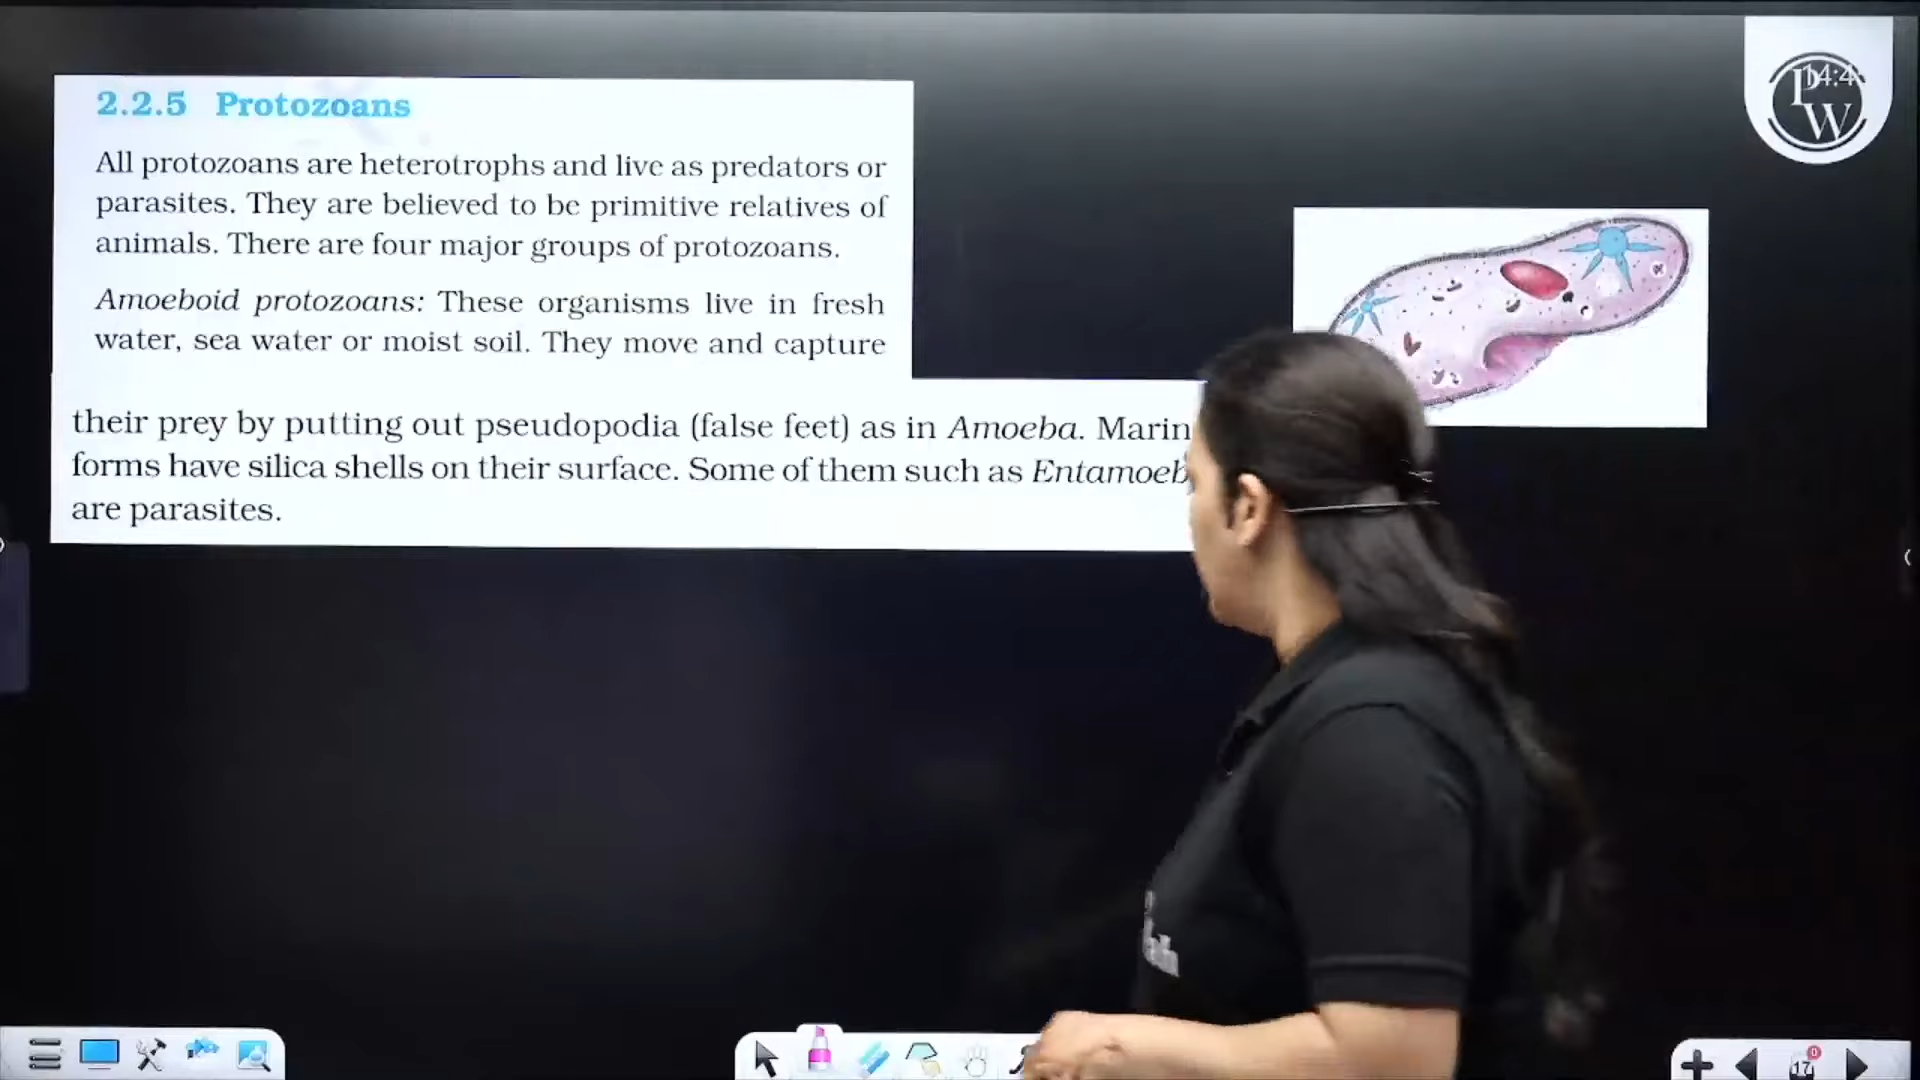 2.2.5 Protozoans
All protozoans are heterotrophs and live as predators or
parasites. They are believed to be primitive relatives of
animals. There are four major groups of protozoans.
Amoeboid protozoans: These organisms live in fresh
water, sea water or moist soil. They move and capture
their prey by putting out pseudopodia (false feet) as in Amoeba. Marin
forms have silica shells on their surface. Some of them such as Entamoeb
are parasites.
PW
17
0